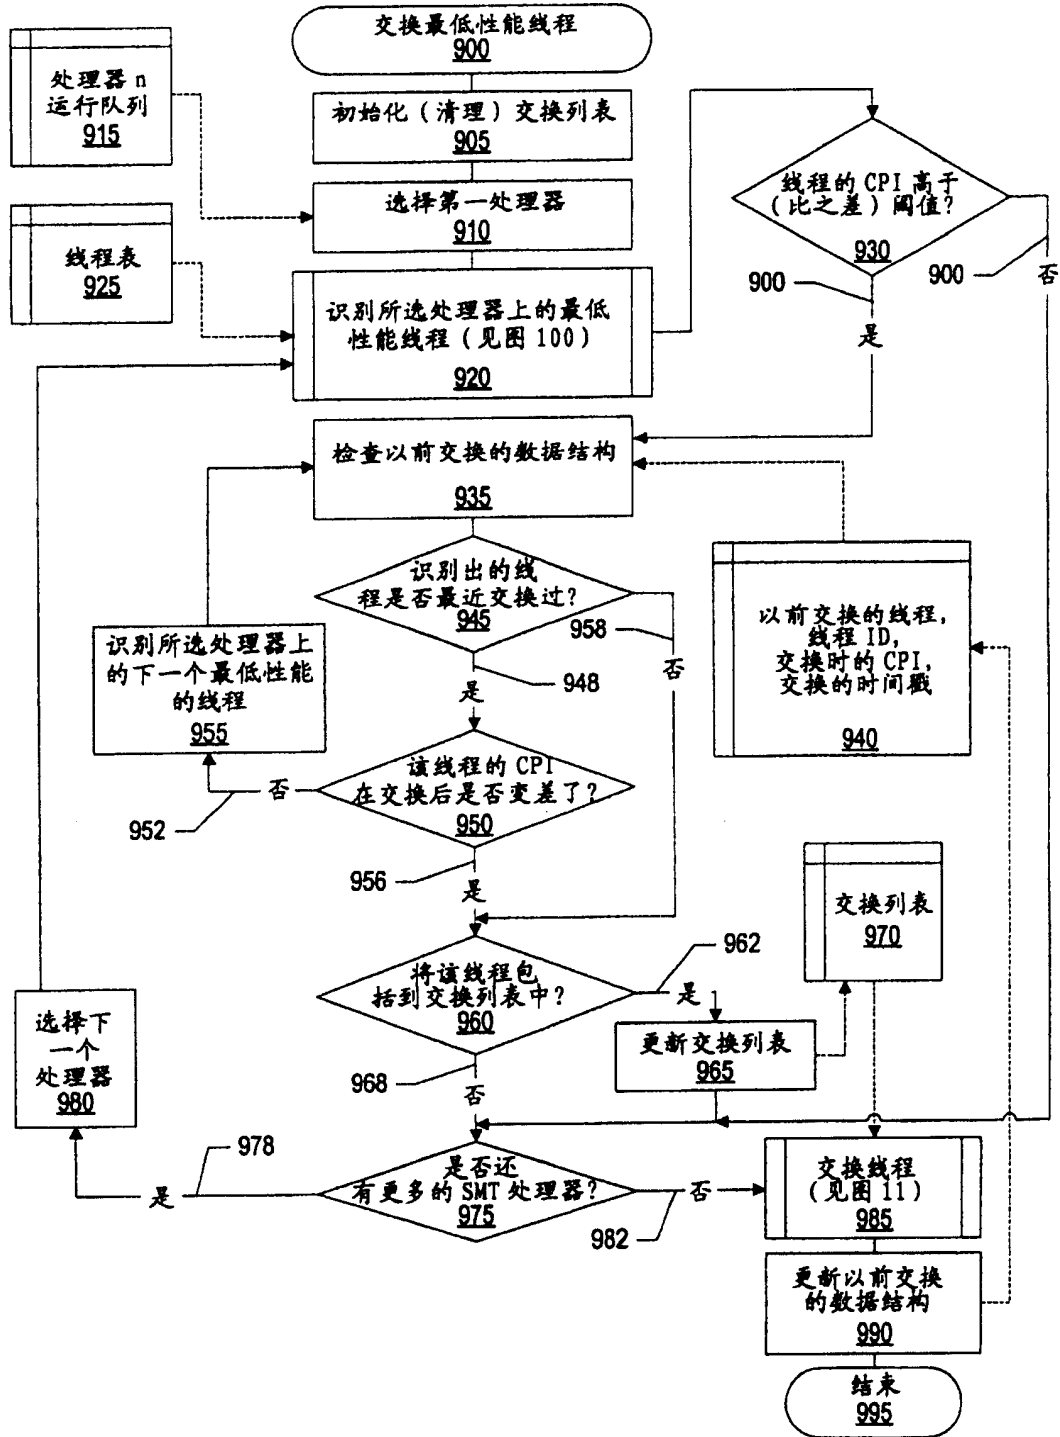 交换最低性能线程
900
处理器 n
运行队列
915
初始化（清理）交换列表
905
选择第一处理器
910
线程表
925
识别所选处理器上的最低
性能线程（见图 100）
920
线程的 CPI 高于
（比之差）阈值？
930
900
是
900
否
检查以前交换的数据结构
935
识别出的线
程是否最近交换过？
945
958
否
948
是
以前交换的线程，
线程 ID，
交换时的 CPI，
交换的时间戳
940
识别所选处理器上
的下一个最低性能
的线程
955
该线程的 CPI
在交换后是否变差了？
950
否
952
956
是
交换列表
970
将该线程包
括到交换列表中？
960
962
是
更新交换列表
965
968
否
选择下
一个
处理器
980
是否还
有更多的 SMT 处理器？
975
978
是
982
否
交换线程
（见图 11）
985
更新以前交换
的数据结构
990
结束
995